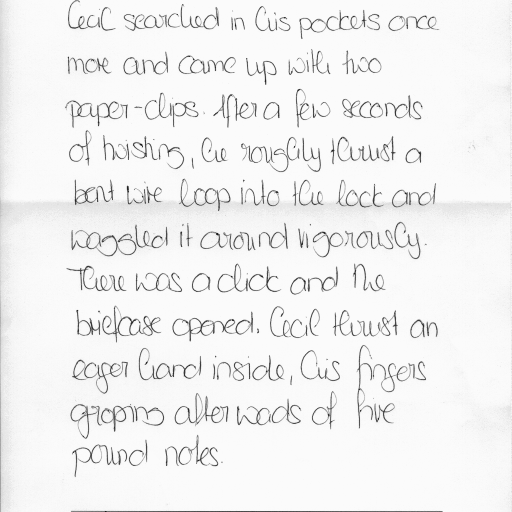 Cecil searched in his pockets once
more and came up with two
paper-clips. After a few seconds
of twisting, he roughly thrust a
bent wire loop into the lock and
waggled it around vigorously.
There was a click and the
briefcase opened. Cecil thrust an
eager hand inside, his fingers
groping after wads of five
pound notes.